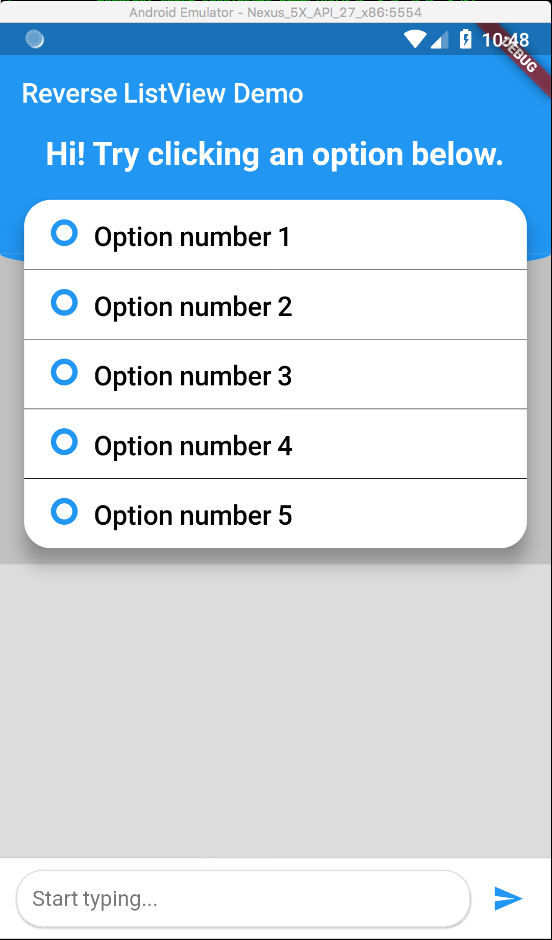 Android Emulator - Nexus_5X_API_27_x86:5554
10:48
DEBUG
Reverse ListView Demo
Hi! Try clicking an option below.
Option number 1
Option number 2
Option number 3
Option number 4
Option number 5
Start typing...